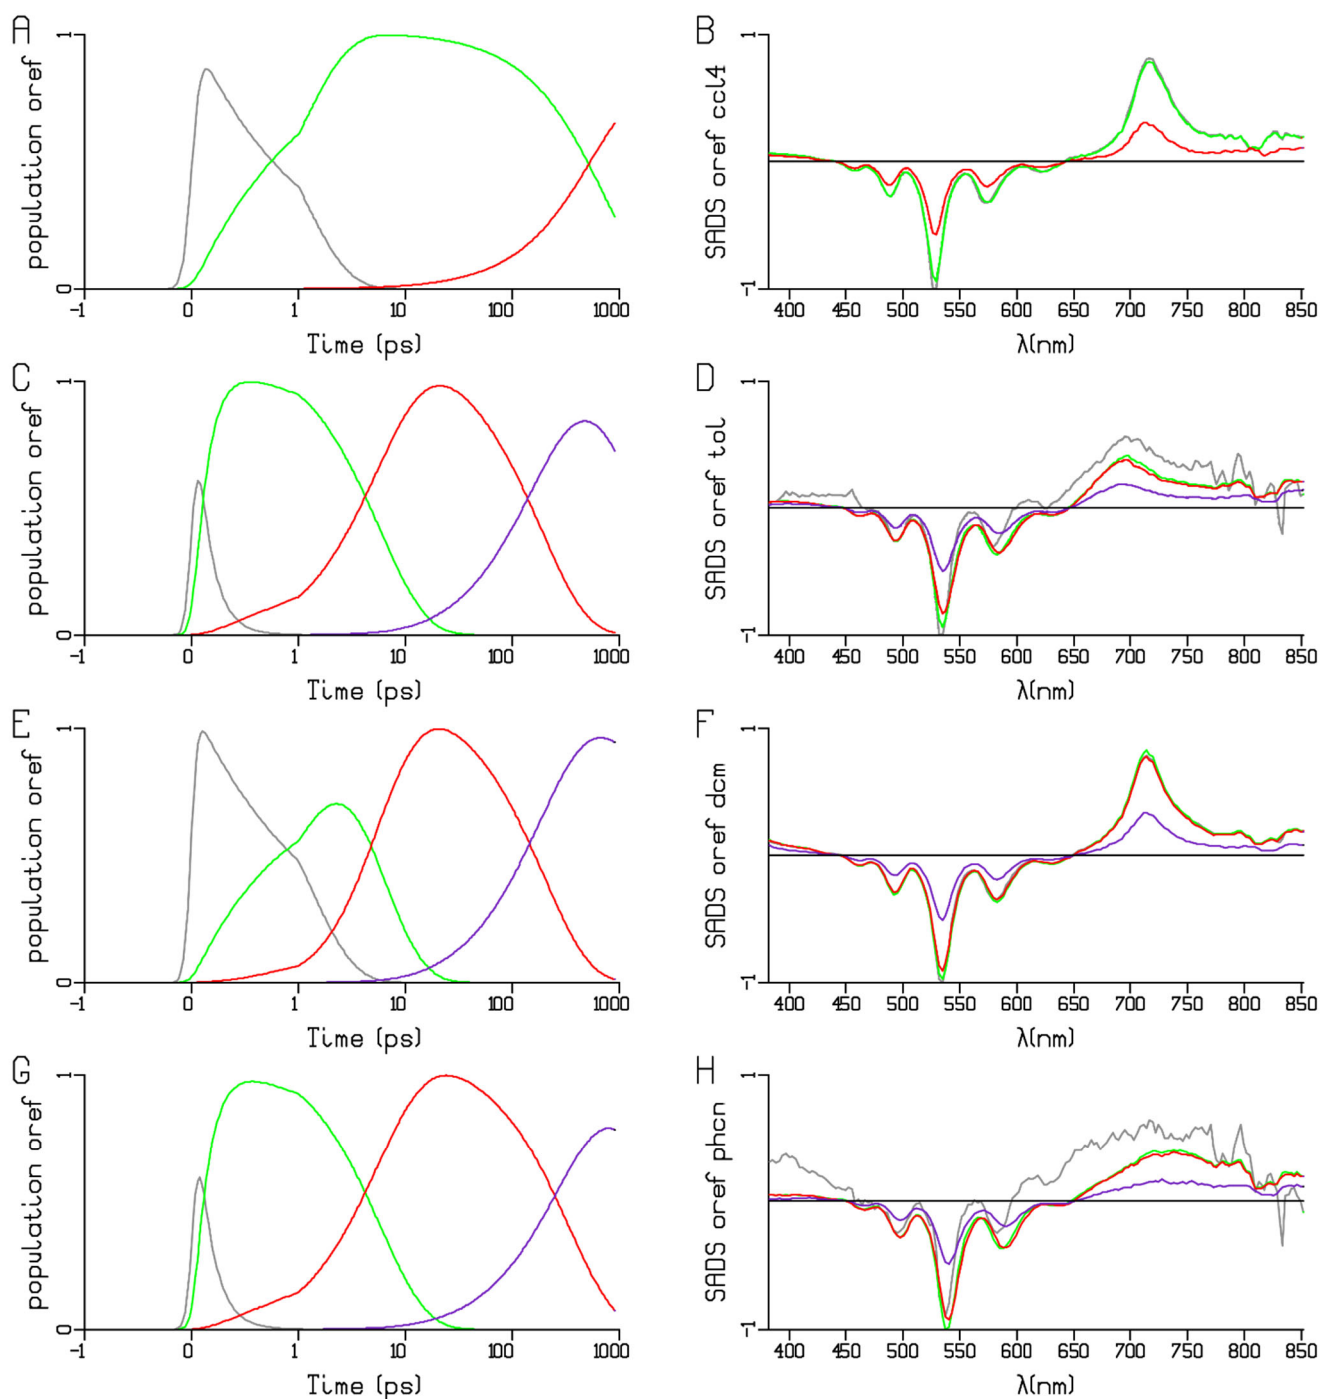 A
population oref
1
0
-1 0 1 10 100 1000
Time (ps)
B
SADS oref ccl4
1
-1
400 450 500 550 600 650 700 750 800 850
λ(nm)
C
population oref
1
0
-1 0 1 10 100 1000
Time (ps)
D
SADS oref tol
1
-1
400 450 500 550 600 650 700 750 800 850
λ(nm)
E
population oref
1
0
-1 0 1 10 100 1000
Time (ps)
F
SADS oref dcm
1
-1
400 450 500 550 600 650 700 750 800 850
λ(nm)
G
population oref
1
0
-1 0 1 10 100 1000
Time (ps)
H
SADS oref phcn
1
-1
400 450 500 550 600 650 700 750 800 850
λ(nm)